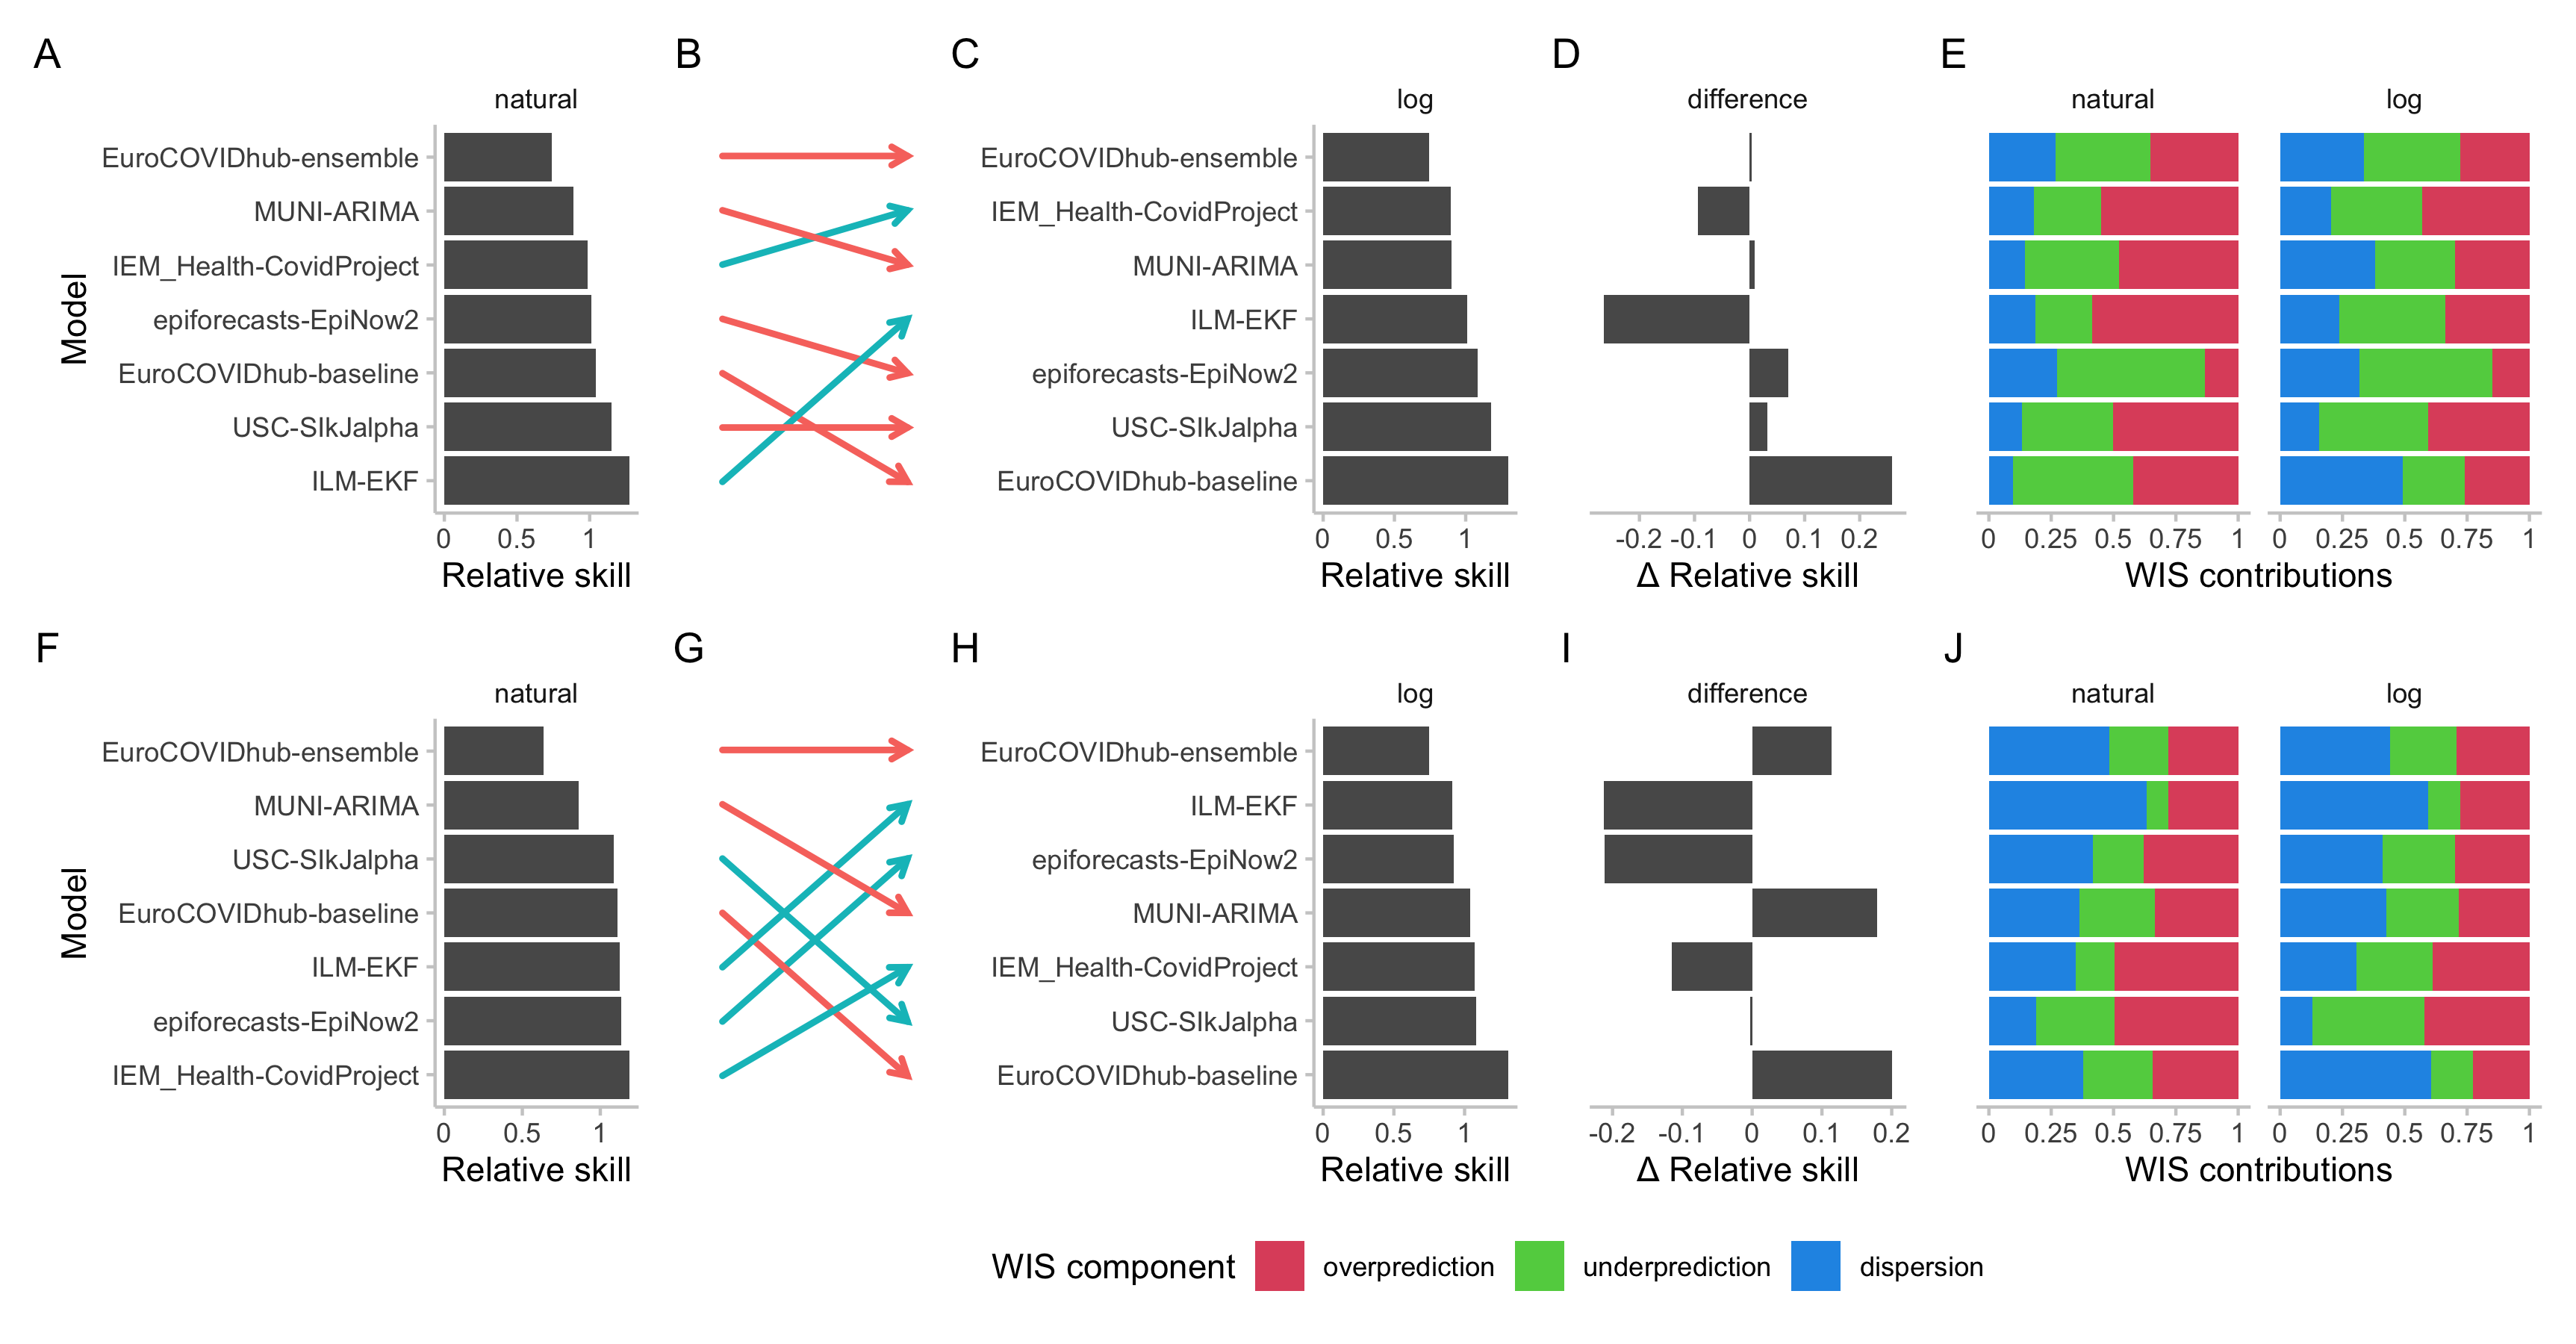 A
B
C
D
E
natural
log
difference
natural
log
Model
EuroCOVIDhub-ensemble
MUNI-ARIMA
IEM_Health-CovidProject
epiforecasts-EpiNow2
EuroCOVIDhub-baseline
USC-SIkJalpha
ILM-EKF
0 0.5 1
Relative skill
EuroCOVIDhub-ensemble
IEM_Health-CovidProject
MUNI-ARIMA
ILM-EKF
epiforecasts-EpiNow2
USC-SIkJalpha
EuroCOVIDhub-baseline
0 0.5 1
Relative skill
-0.2 -0.1 0 0.1 0.2
Δ Relative skill
0 0.25 0.5 0.75 1
0 0.25 0.5 0.75 1
WIS contributions
F
G
H
I
J
natural
log
difference
natural
log
Model
EuroCOVIDhub-ensemble
MUNI-ARIMA
USC-SIkJalpha
EuroCOVIDhub-baseline
ILM-EKF
epiforecasts-EpiNow2
IEM_Health-CovidProject
0 0.5 1
Relative skill
EuroCOVIDhub-ensemble
ILM-EKF
epiforecasts-EpiNow2
MUNI-ARIMA
IEM_Health-CovidProject
USC-SIkJalpha
EuroCOVIDhub-baseline
0 0.5 1
Relative skill
-0.2 -0.1 0 0.1 0.2
Δ Relative skill
0 0.25 0.5 0.75 1
0 0.25 0.5 0.75 1
WIS contributions
WIS component overprediction underprediction dispersion